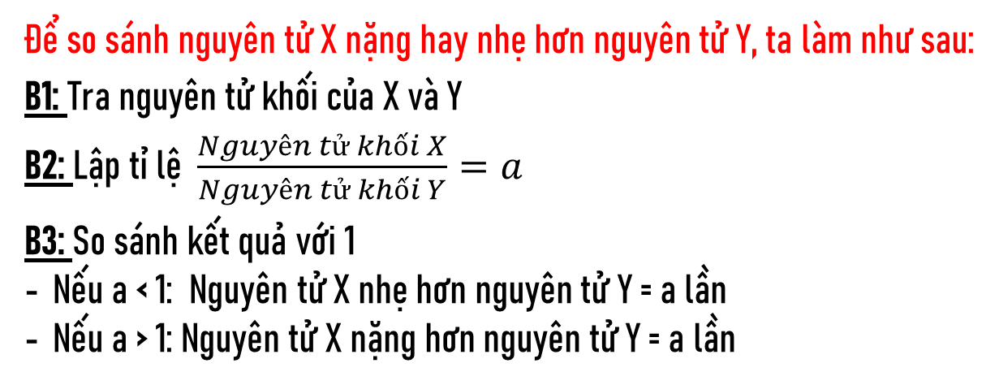 Để so sánh nguyên tử X nặng hay nhẹ hơn nguyên tử Y, ta làm như sau:
B1: Tra nguyên tử khối của X và Y
B2: Lập tỉ lệ \frac{Nguyên tử khối X}{Nguyên tử khối Y} = a
B3: So sánh kết quả với 1
- Nếu a < 1: Nguyên tử X nhẹ hơn nguyên tử Y = a lần
- Nếu a > 1: Nguyên tử X nặng hơn nguyên tử Y = a lần